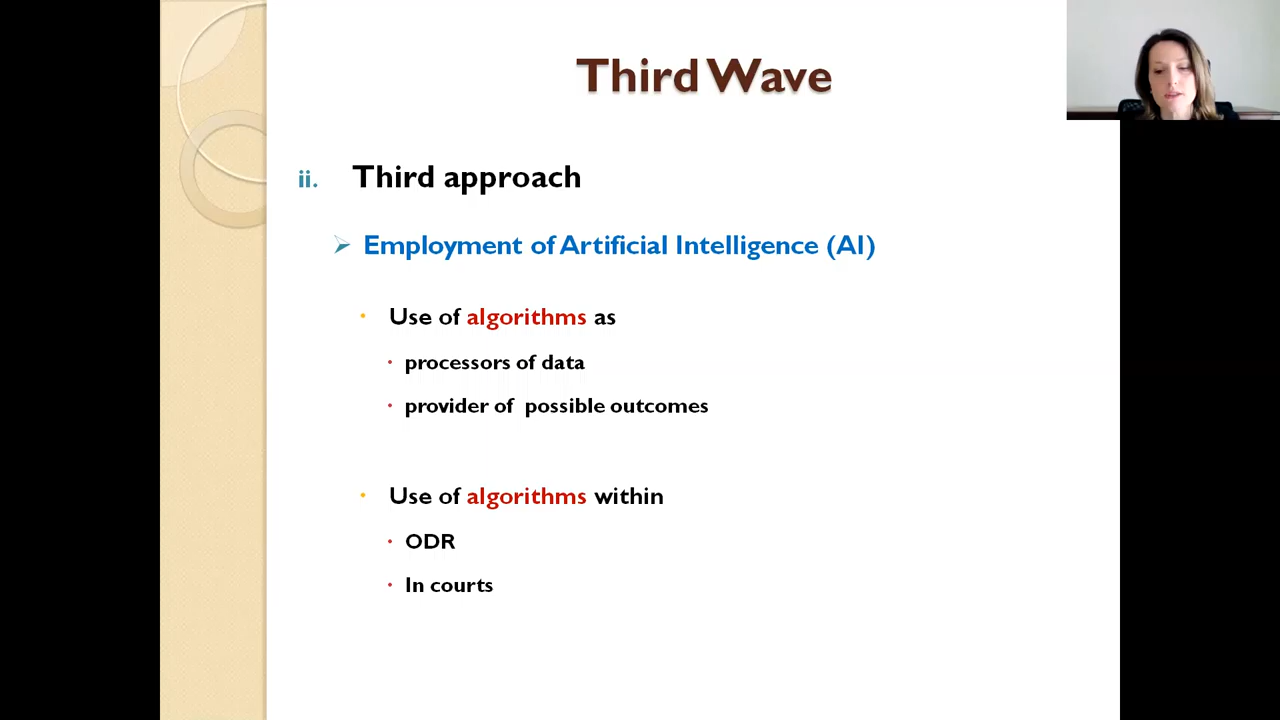 Third Wave
ii. Third approach
➢ Employment of Artificial Intelligence (AI)
• Use of algorithms as
• processors of data
• provider of possible outcomes
• Use of algorithms within
• ODR
• In courts